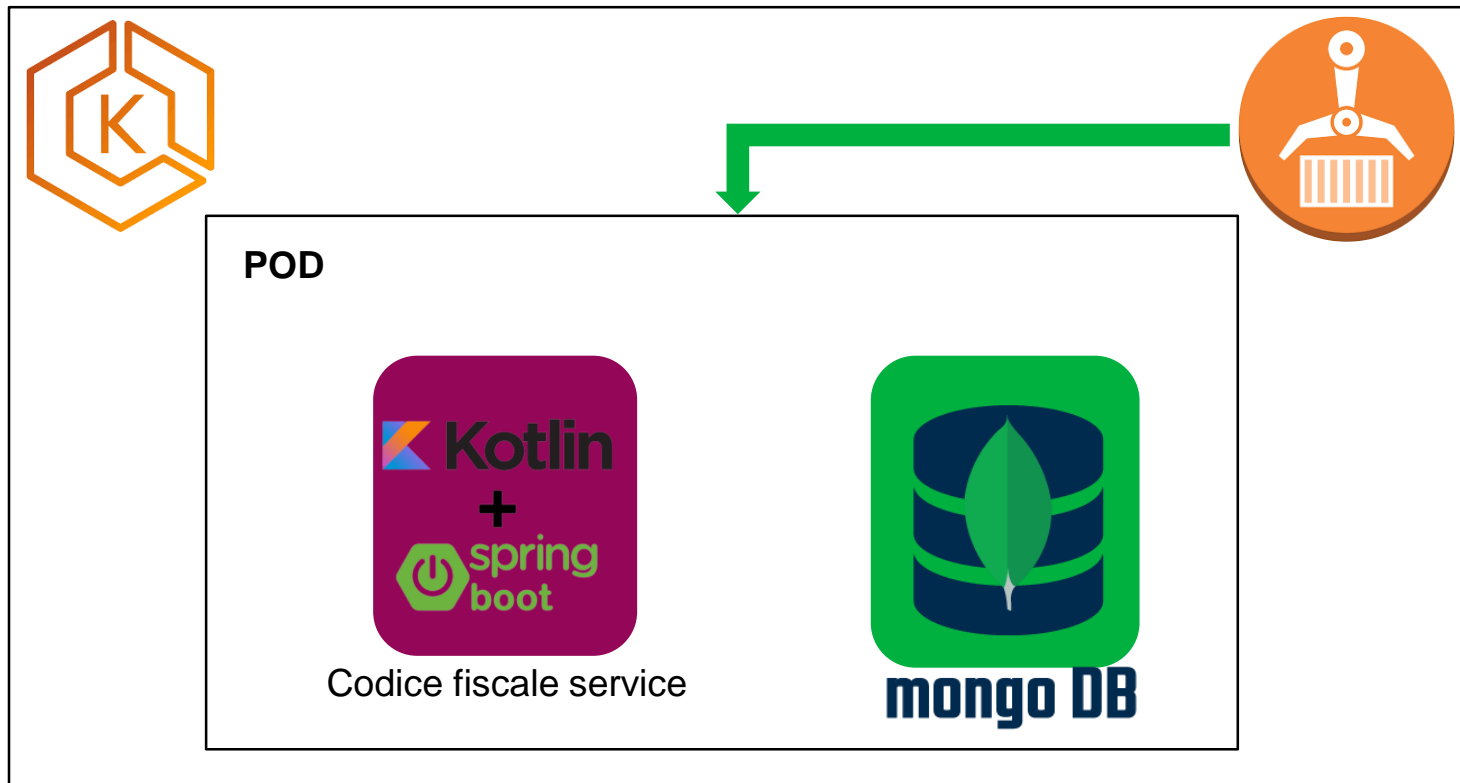 K
POD
Kotlin
+
spring
boot
Codice fiscale service
mongo DB